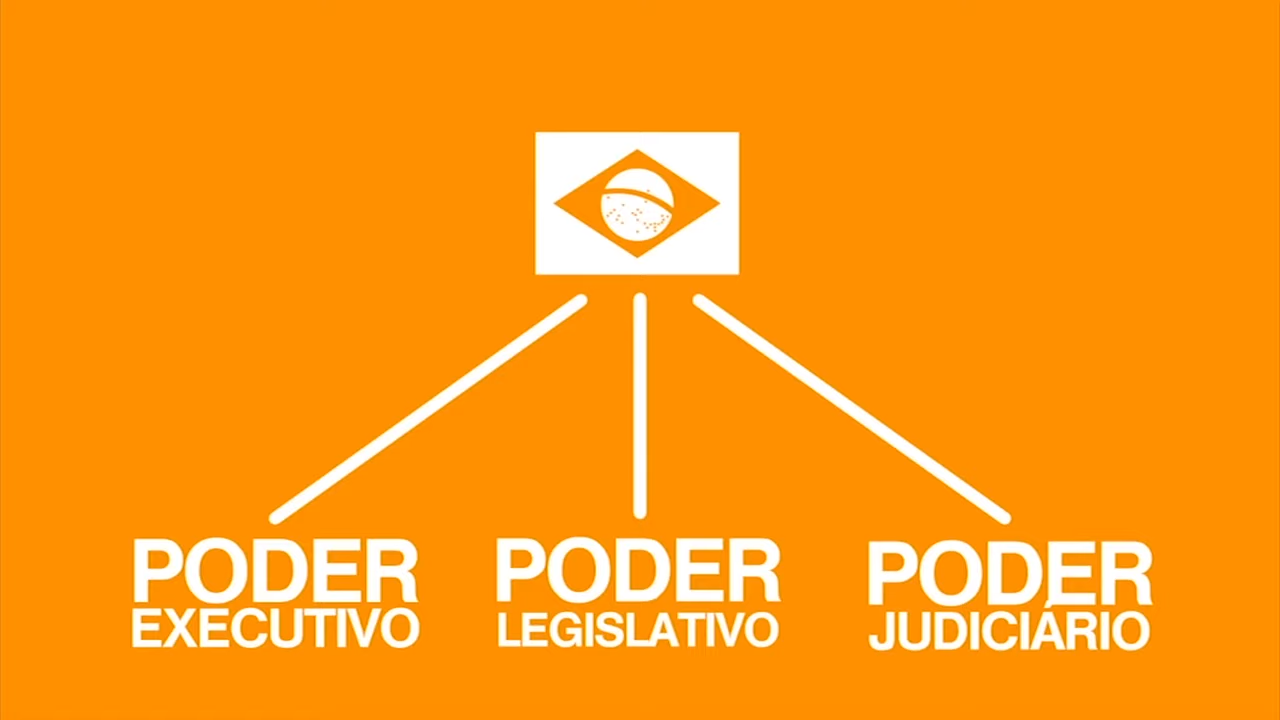 PODER
EXECUTIVO
PODER
LEGISLATIVO
PODER
JUDICIÁRIO